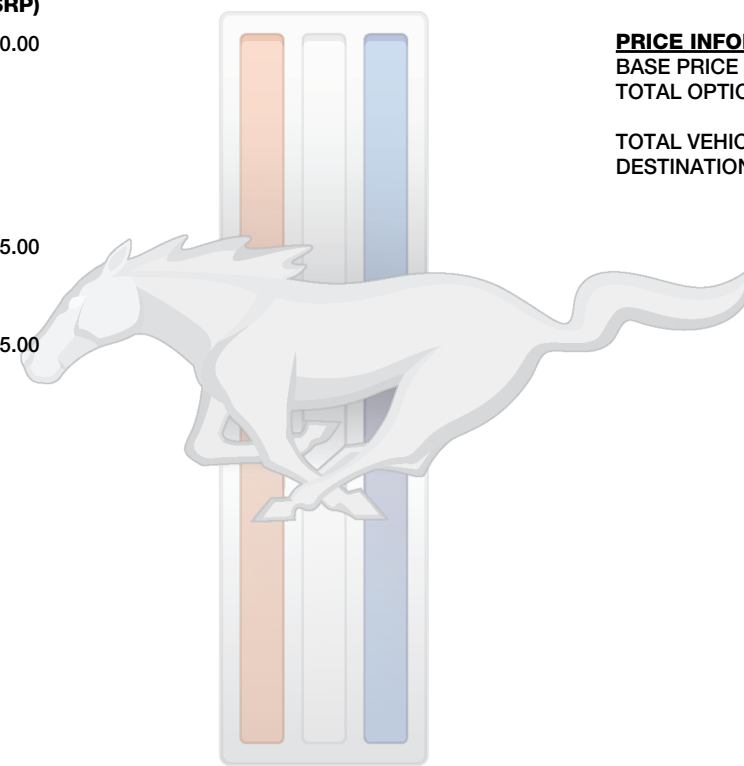 SRP)
0.00
5.00
5.00
PRICE INFO
BASE PRICE
TOTAL OPTIO
TOTAL VEHIC
DESTINATION